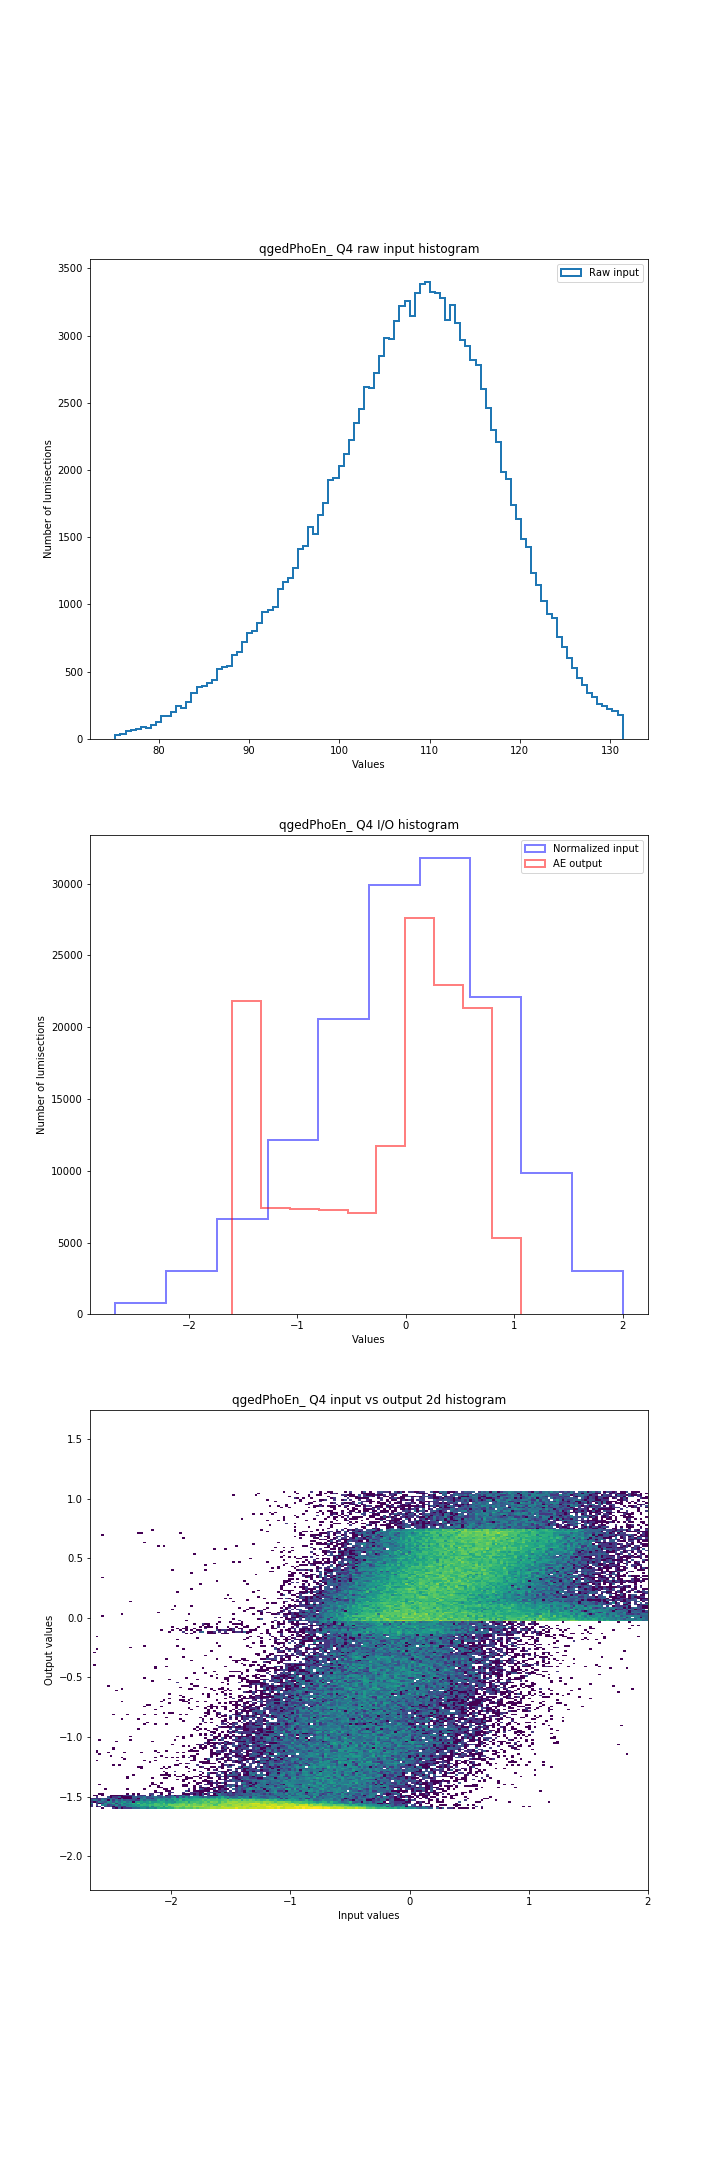 qgedPhoEn_ Q4 raw input histogram
3500
3000
2500
2000
1500
1000
500
0
Number of lumisections
Raw input
80 90 100 110 120 130
Values
qgedPhoEn_ Q4 I/O histogram
30000
25000
20000
15000
10000
5000
0
Number of lumisections
Normalized input
AE output
−2 −1 0 1 2
Values
qgedPhoEn_ Q4 input vs output 2d histogram
1.5
1.0
0.5
0.0
−0.5
−1.0
−1.5
−2.0
Output values
−2 −1 0 1 2
Input values